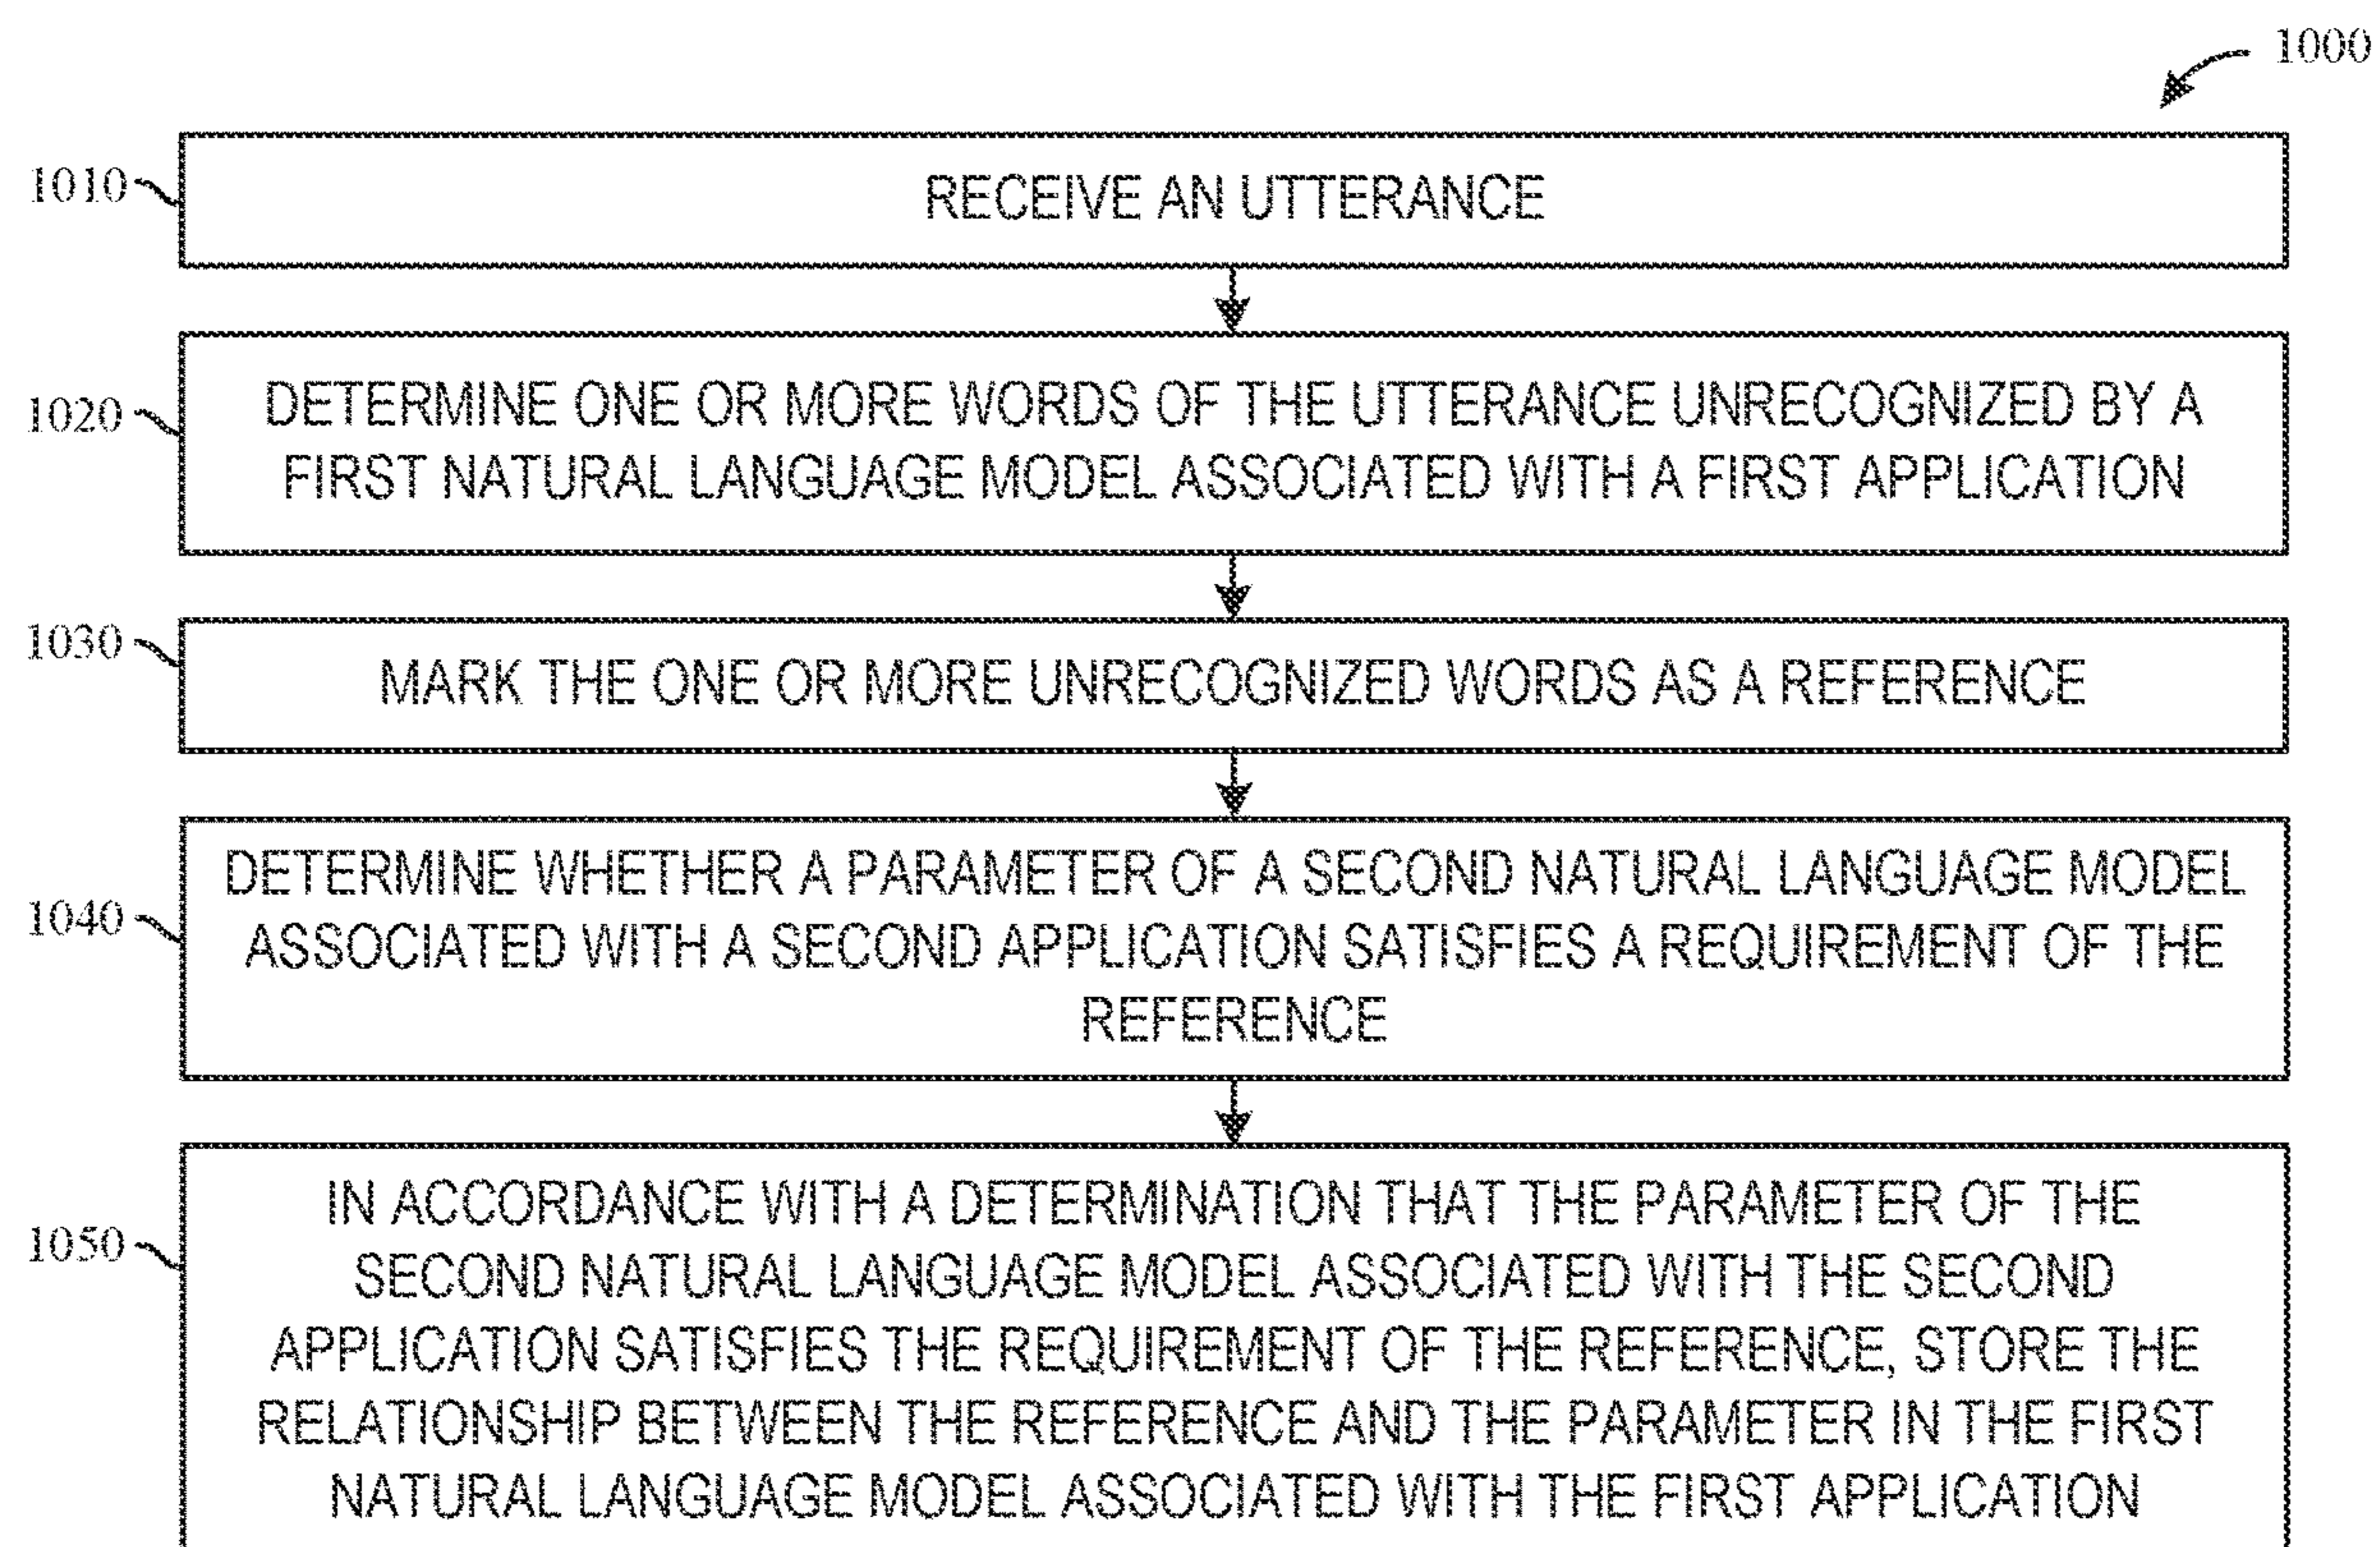 1000
1010
RECEIVE AN UTTERANCE
1020
DETERMINE ONE OR MORE WORDS OF THE UTTERANCE UNRECOGNIZED BY A
FIRST NATURAL LANGUAGE MODEL ASSOCIATED WITH A FIRST APPLICATION
1030
MARK THE ONE OR MORE UNRECOGNIZED WORDS AS A REFERENCE
1040
DETERMINE WHETHER A PARAMETER OF A SECOND NATURAL LANGUAGE MODEL
ASSOCIATED WITH A SECOND APPLICATION SATISFIES A REQUIREMENT OF THE
REFERENCE
1050
IN ACCORDANCE WITH A DETERMINATION THAT THE PARAMETER OF THE
SECOND NATURAL LANGUAGE MODEL ASSOCIATED WITH THE SECOND
APPLICATION SATISFIES THE REQUIREMENT OF THE REFERENCE, STORE THE
RELATIONSHIP BETWEEN THE REFERENCE AND THE PARAMETER IN THE FIRST
NATURAL LANGUAGE MODEL ASSOCIATED WITH THE FIRST APPLICATION